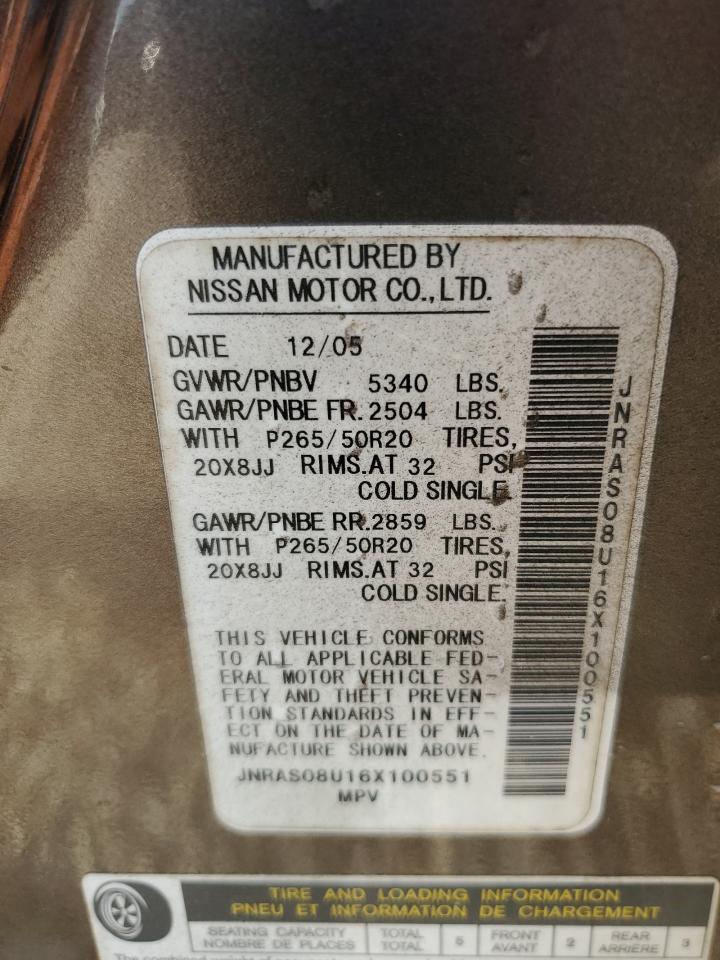 MANUFACTURED BY
NISSAN MOTOR CO.,LTD.
DATE 12/05
GVWR/PNBV 5340 LBS.
GAWR/PNBE FR.2504 LBS.
WITH P265/50R20 TIRES,
20X8JJ RIMS.AT 32 PSI
COLD SINGLE.
GAWR/PNBE RR.2859 LBS.
WITH P265/50R20 TIRES,
20X8JJ RIMS.AT 32 PSI
COLD SINGLE.
THIS VEHICLE CONFORMS
TO ALL APPLICABLE FED-
ERAL MOTOR VEHICLE SA-
FETY AND THEFT PREVEN-
TION STANDARDS IN EFF-
ECT ON THE DATE OF MA-
NUFACTURE SHOWN ABOVE.
JNRAS08U16X100551
MPV
JNRAS08U16X100551
TIRE AND LOADING INFORMATION
PNEU ET INFORMATION DE CHARGEMENT
SEATING CAPACITY TOTAL 5 FRONT 2 REAR 3
NOMBRE DE PLACES TOTAL AVANT ARRIÈRE